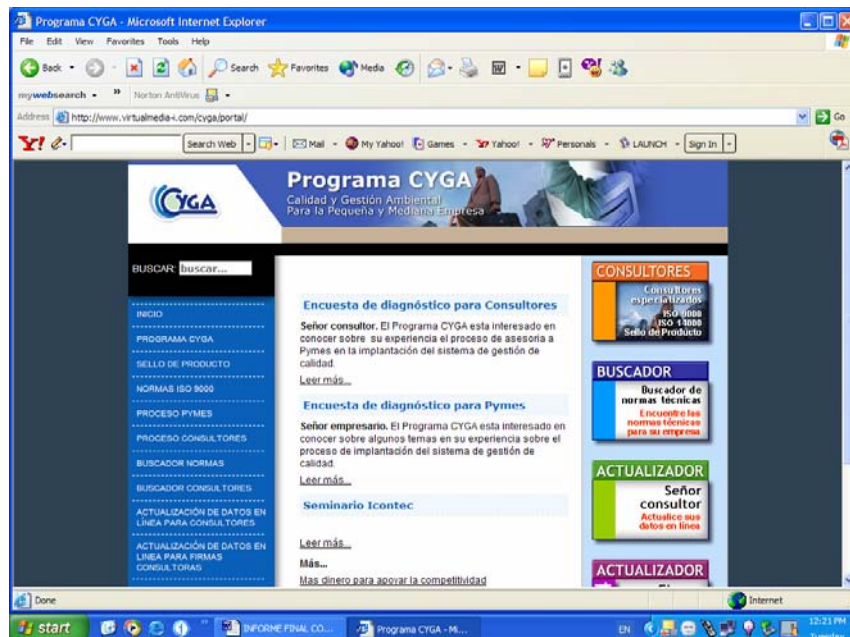 Programa CYGA - Microsoft Internet Explorer
File Edit View Favorites Tools Help
Back Search Favorites Media
mywebsearch Norton AntiVirus
Address http://www.virtualmedia-i.com/cyga/portal/ Go
Y! Search Web Mail My Yahoo! Games Yahoo! Personals LAUNCH Sign In
CYGA
Programa CYGA
Calidad y Gestión Ambiental
Para la Pequeña y Mediana Empresa
BUSCAR: buscar...
INICIO
PROGRAMA CYGA
SELLO DE PRODUCTO
NORMAS ISO 9000
PROCESO PYMES
PROCESO CONSULTORES
BUSCADOR NORMAS
BUSCADOR CONSULTORES
ACTUALIZACIÓN DE DATOS EN
LÍNEA PARA CONSULTORES
ACTUALIZACIÓN DE DATOS EN
LINEA PARA FIRMAS
CONSULTORAS
Encuesta de diagnóstico para Consultores
Señor consultor. El Programa CYGA esta interesado en
conocer sobre su experiencia el proceso de asesoria a
Pymes en la implantación del sistema de gestión de
calidad.
Leer más...
Encuesta de diagnóstico para Pymes
Señor empresario. El Programa CYGA esta interesado en
conocer sobre algunos temas en su experiencia sobre el
proceso de implantación del sistema de gestión de
calidad.
Leer más...
Seminario Icontec
Leer más...
Más...
Mas dinero para apoyar la competitividad
CONSULTORES
Consultores
especializados
ISO 9000
ISO 14000
Sello de Producto
BUSCADOR
Buscador de
normas técnicas
Encuentre las
normas técnicas
para su empresa
ACTUALIZADOR
Señor
consultor
Actualice sus
datos en línea
ACTUALIZADOR
Done Internet
start INFORME FINAL CO... Programa CYGA - Mi... EN 12:21 PM
Tuesday